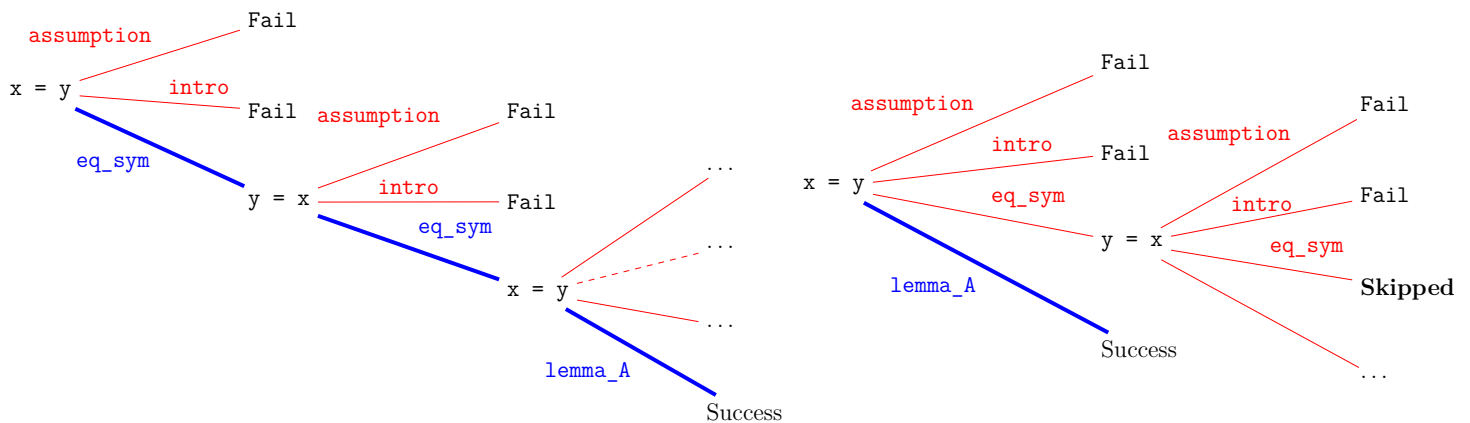 Fail
assumption
x = y
intro
Fail
assumption
Fail
eq_sym
intro
y = x
Fail
eq_sym
...
...
x = y
...
lemma_A
Success
Fail
assumption
Fail
assumption
intro
Fail
x = y
eq_sym
Fail
intro
y = x
eq_sym
lemma_A
Skipped
Success
...